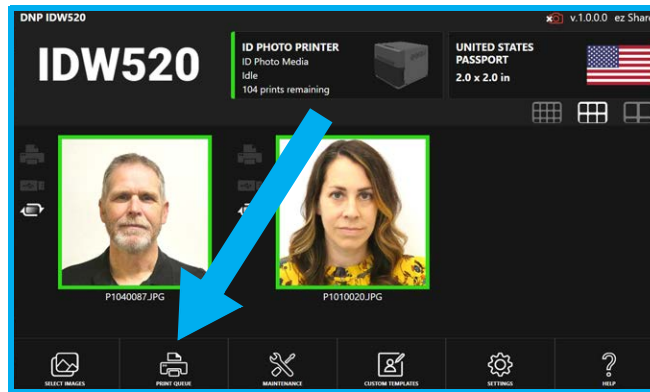 DNP IDW520
v.1.0.0.0 ez Share
IDW520
ID PHOTO PRINTER
ID Photo Media
Idle
104 prints remaining
UNITED STATES
PASSPORT
2.0 x 2.0 in
P1040087.JPG
P1010020.JPG
SELECT IMAGES
PRINT QUEUE
MAINTENANCE
CUSTOM TEMPLATES
SETTINGS
HELP